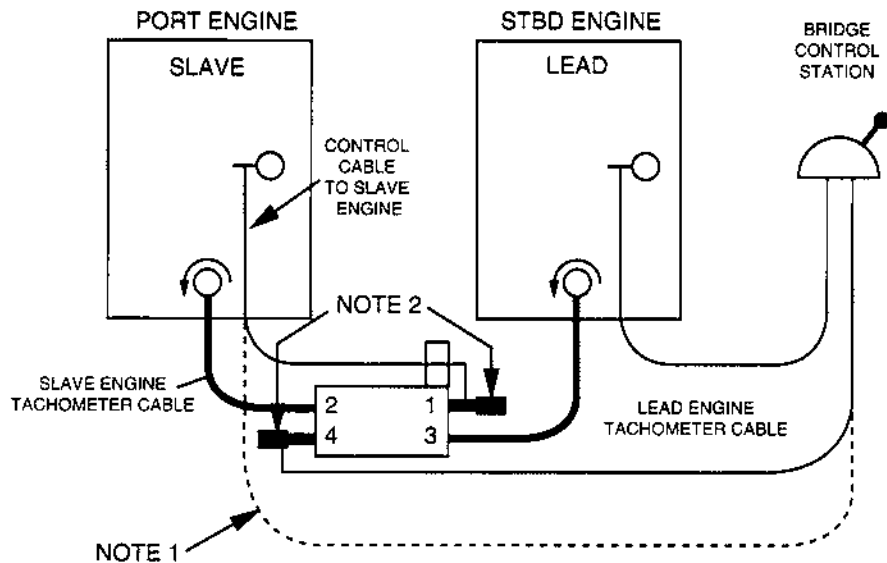 PORT ENGINE
STBD ENGINE
BRIDGE
CONTROL
STATION
SLAVE
LEAD
CONTROL
CABLE
TO SLAVE
ENGINE
NOTE 2
SLAVE ENGINE
TACHOMETER CABLE
2
1
4
3
LEAD ENGINE
TACHOMETER CABLE
NOTE 1